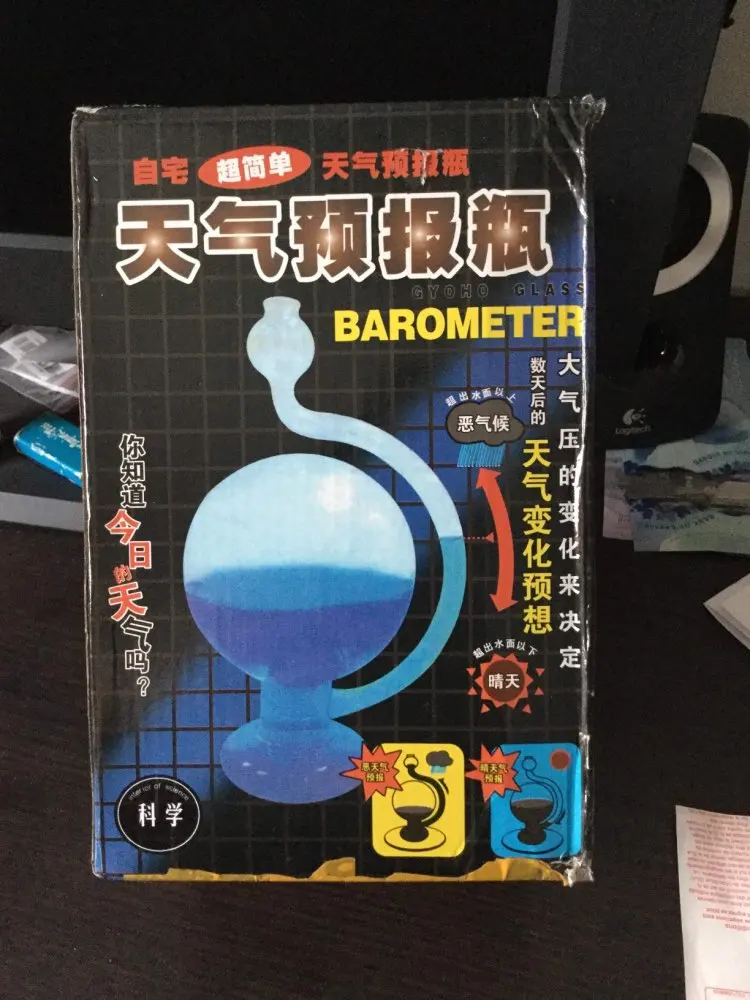 自宅 超简单 天气预报瓶
天气预报瓶
GYOHO GLASS
BAROMETER
大气压的变化来决定
数天后的
天气变化预想
超出水面以上
恶气候
你知道
今日
的
天气吗？
超出水面以下
晴天
恶天气
预报
晴天气
预报
interior of science
科学
Logitech